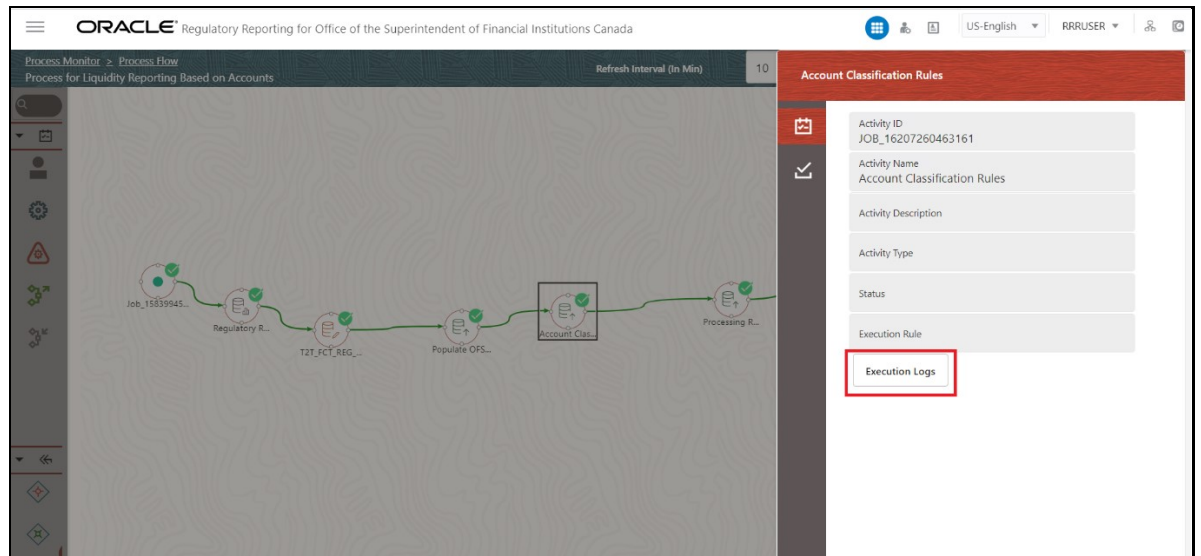 ORACLE® Regulatory Reporting for Office of the Superintendent of Financial Institutions Canada
US-English
RRRUSER
Process Monitor > Process Flow
Process for Liquidity Reporting Based on Accounts
Refresh Interval (In Min)
10
Account Classification Rules
Activity ID
JOB_16207260463161
Activity Name
Account Classification Rules
Activity Description
Activity Type
Status
Execution Rule
Execution Logs
Job_15839945...
Regulatory R...
T2T_FCT_REG_...
Populate OFS...
Account Clas...
Processing R...